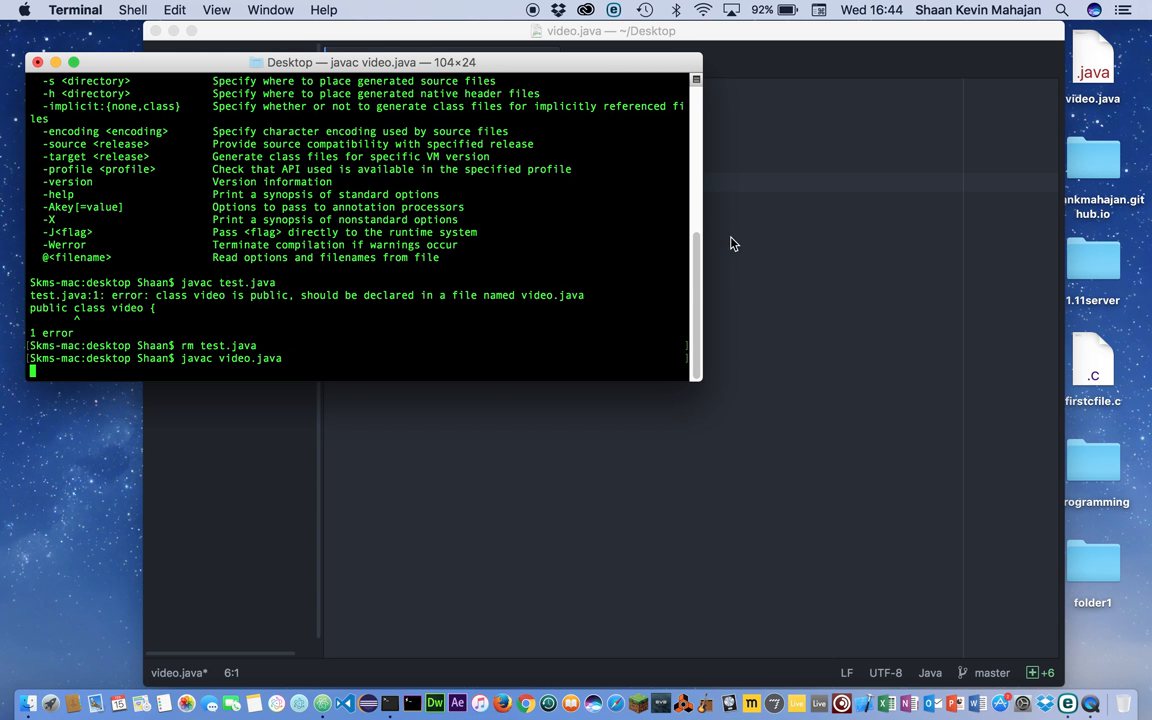 Terminal Shell Edit View Window Help 92% Wed 16:44 Shaan Kevin Mahajan
video.java — ~/Desktop
Desktop — javac video.java — 104×24
-s <directory> Specify where to place generated source files
-h <directory> Specify where to place generated native header files
-implicit:{none,class} Specify whether or not to generate class files for implicitly referenced fi
les
-encoding <encoding> Specify character encoding used by source files
-source <release> Provide source compatibility with specified release
-target <release> Generate class files for specific VM version
-profile <profile> Check that API used is available in the specified profile
-version Version information
-help Print a synopsis of standard options
-Akey[=value] Options to pass to annotation processors
-X Print a synopsis of nonstandard options
-J<flag> Pass <flag> directly to the runtime system
-Werror Terminate compilation if warnings occur
@<filename> Read options and filenames from file
Skms-mac:desktop Shaan$ javac test.java
test.java:1: error: class video is public, should be declared in a file named video.java
public class video {
^
1 error
[Skms-mac:desktop Shaan$ rm test.java ]
[Skms-mac:desktop Shaan$ javac video.java ]
.java
video.java
ankmahajan.git
hub.io
1.11server
.c
firstcfile.c
rogramming
folder1
video.java* 6:1 LF UTF-8 Java master +6
15 Dw Ae Live Live